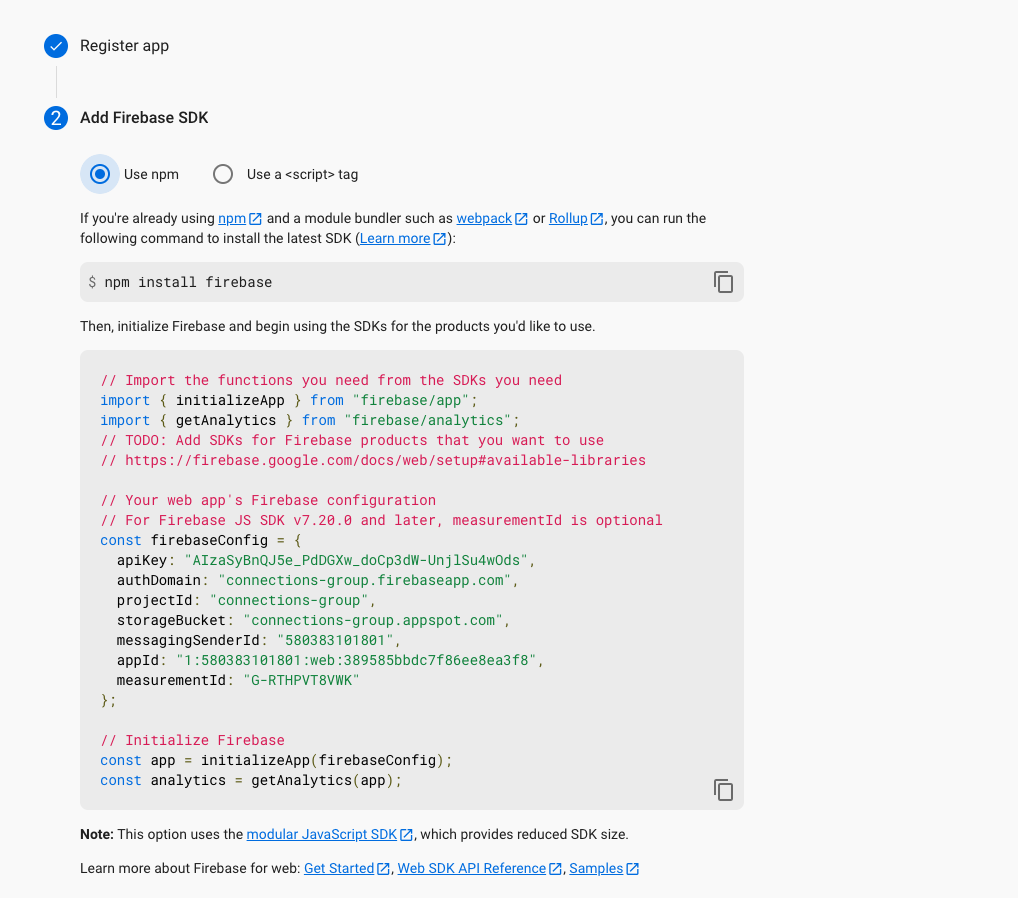 Register app
2 Add Firebase SDK
Use npm Use a <script> tag
If you're already using npm and a module bundler such as webpack or Rollup, you can run the
following command to install the latest SDK (Learn more):
$ npm install firebase
Then, initialize Firebase and begin using the SDKs for the products you'd like to use.
// Import the functions you need from the SDKs you need
import { initializeApp } from "firebase/app";
import { getAnalytics } from "firebase/analytics";
// TODO: Add SDKs for Firebase products that you want to use
// https://firebase.google.com/docs/web/setup#available-libraries
// Your web app's Firebase configuration
// For Firebase JS SDK v7.20.0 and later, measurementId is optional
const firebaseConfig = {
  apiKey: "AIzaSyBnQJ5e_PdDGXw_doCp3dW-UnjlSu4wOds",
  authDomain: "connections-group.firebaseapp.com",
  projectId: "connections-group",
  storageBucket: "connections-group.appspot.com",
  messagingSenderId: "580383101801",
  appId: "1:580383101801:web:389585bbdc7f86ee8ea3f8",
  measurementId: "G-RTHPVT8VWK"
};
// Initialize Firebase
const app = initializeApp(firebaseConfig);
const analytics = getAnalytics(app);
Note: This option uses the modular JavaScript SDK, which provides reduced SDK size.
Learn more about Firebase for web: Get Started, Web SDK API Reference, Samples